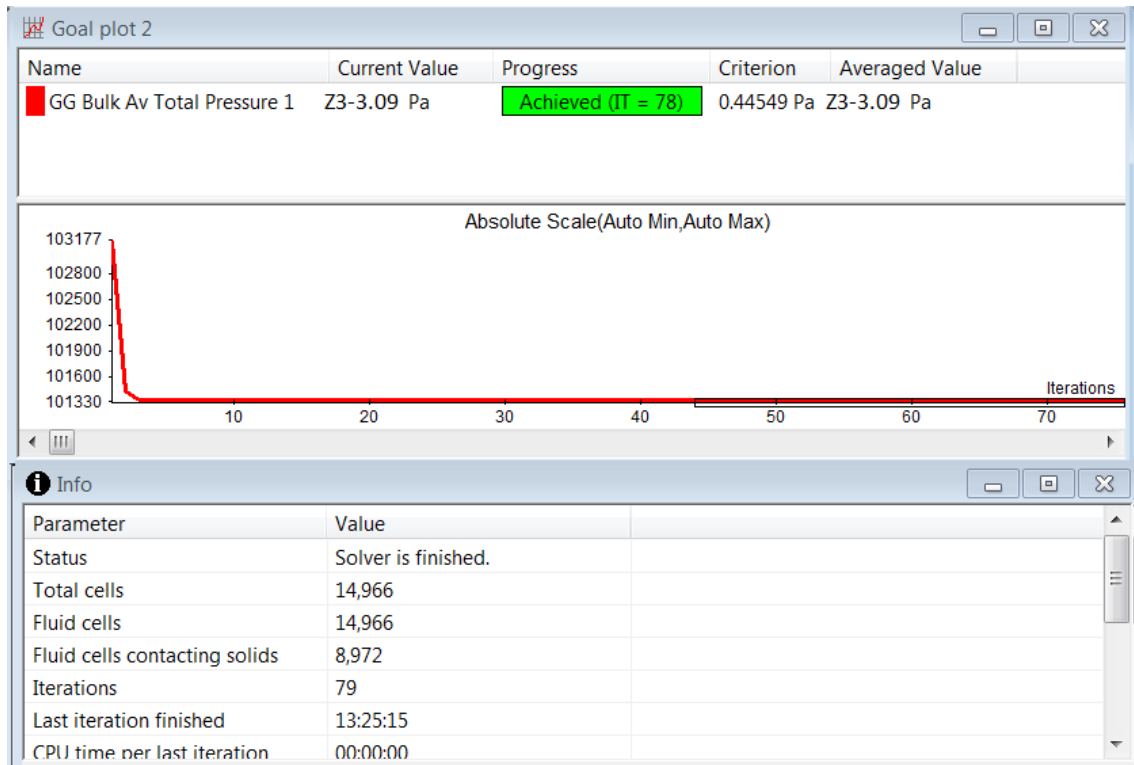 Goal plot 2
Name Current Value Progress Criterion Averaged Value
GG Bulk Av Total Pressure 1 Z3-3.09 Pa Achieved (IT = 78) 0.44549 Pa Z3-3.09 Pa
Absolute Scale(Auto Min,Auto Max)
103177
102800
102500
102200
101900
101600
Iterations
101330
10 20 30 40 50 60 70
Info
Parameter Value
Status Solver is finished.
Total cells 14,966
Fluid cells 14,966
Fluid cells contacting solids 8,972
Iterations 79
Last iteration finished 13:25:15
CPU time per last iteration 00:00:00